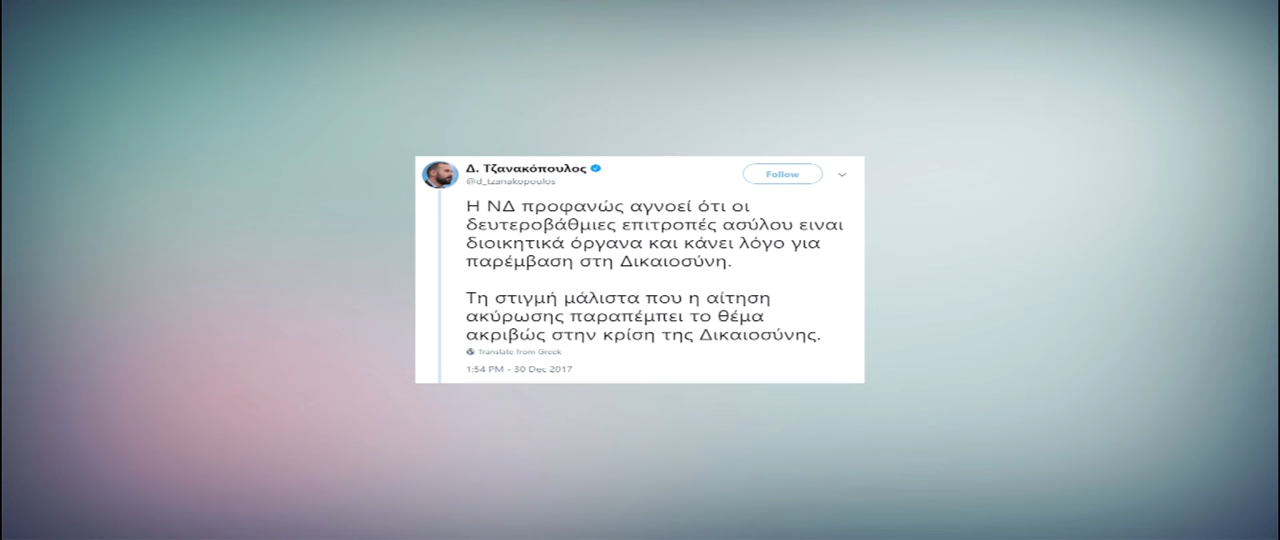 Δ. Τζανακόπουλος
@d_tzanakopoulos
Follow
Η ΝΔ προφανώς αγνοεί ότι οι
δευτεροβάθμιες επιτροπές ασύλου ειναι
διοικητικά όργανα και κάνει λόγο για
παρέμβαση στη Δικαιοσύνη.
Τη στιγμή μάλιστα που η αίτηση
ακύρωσης παραπέμπει το θέμα
ακριβώς στην κρίση της Δικαιοσύνης.
Translate from Greek
1:54 PM - 30 Dec 2017